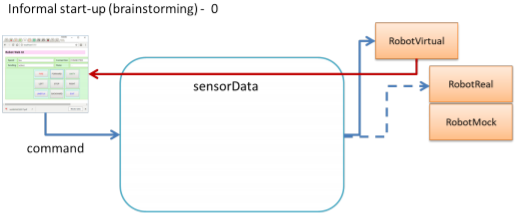 Informal start-up (brainstorming) - 0
RobotVirtual
sensorData
RobotReal
RobotMock
command